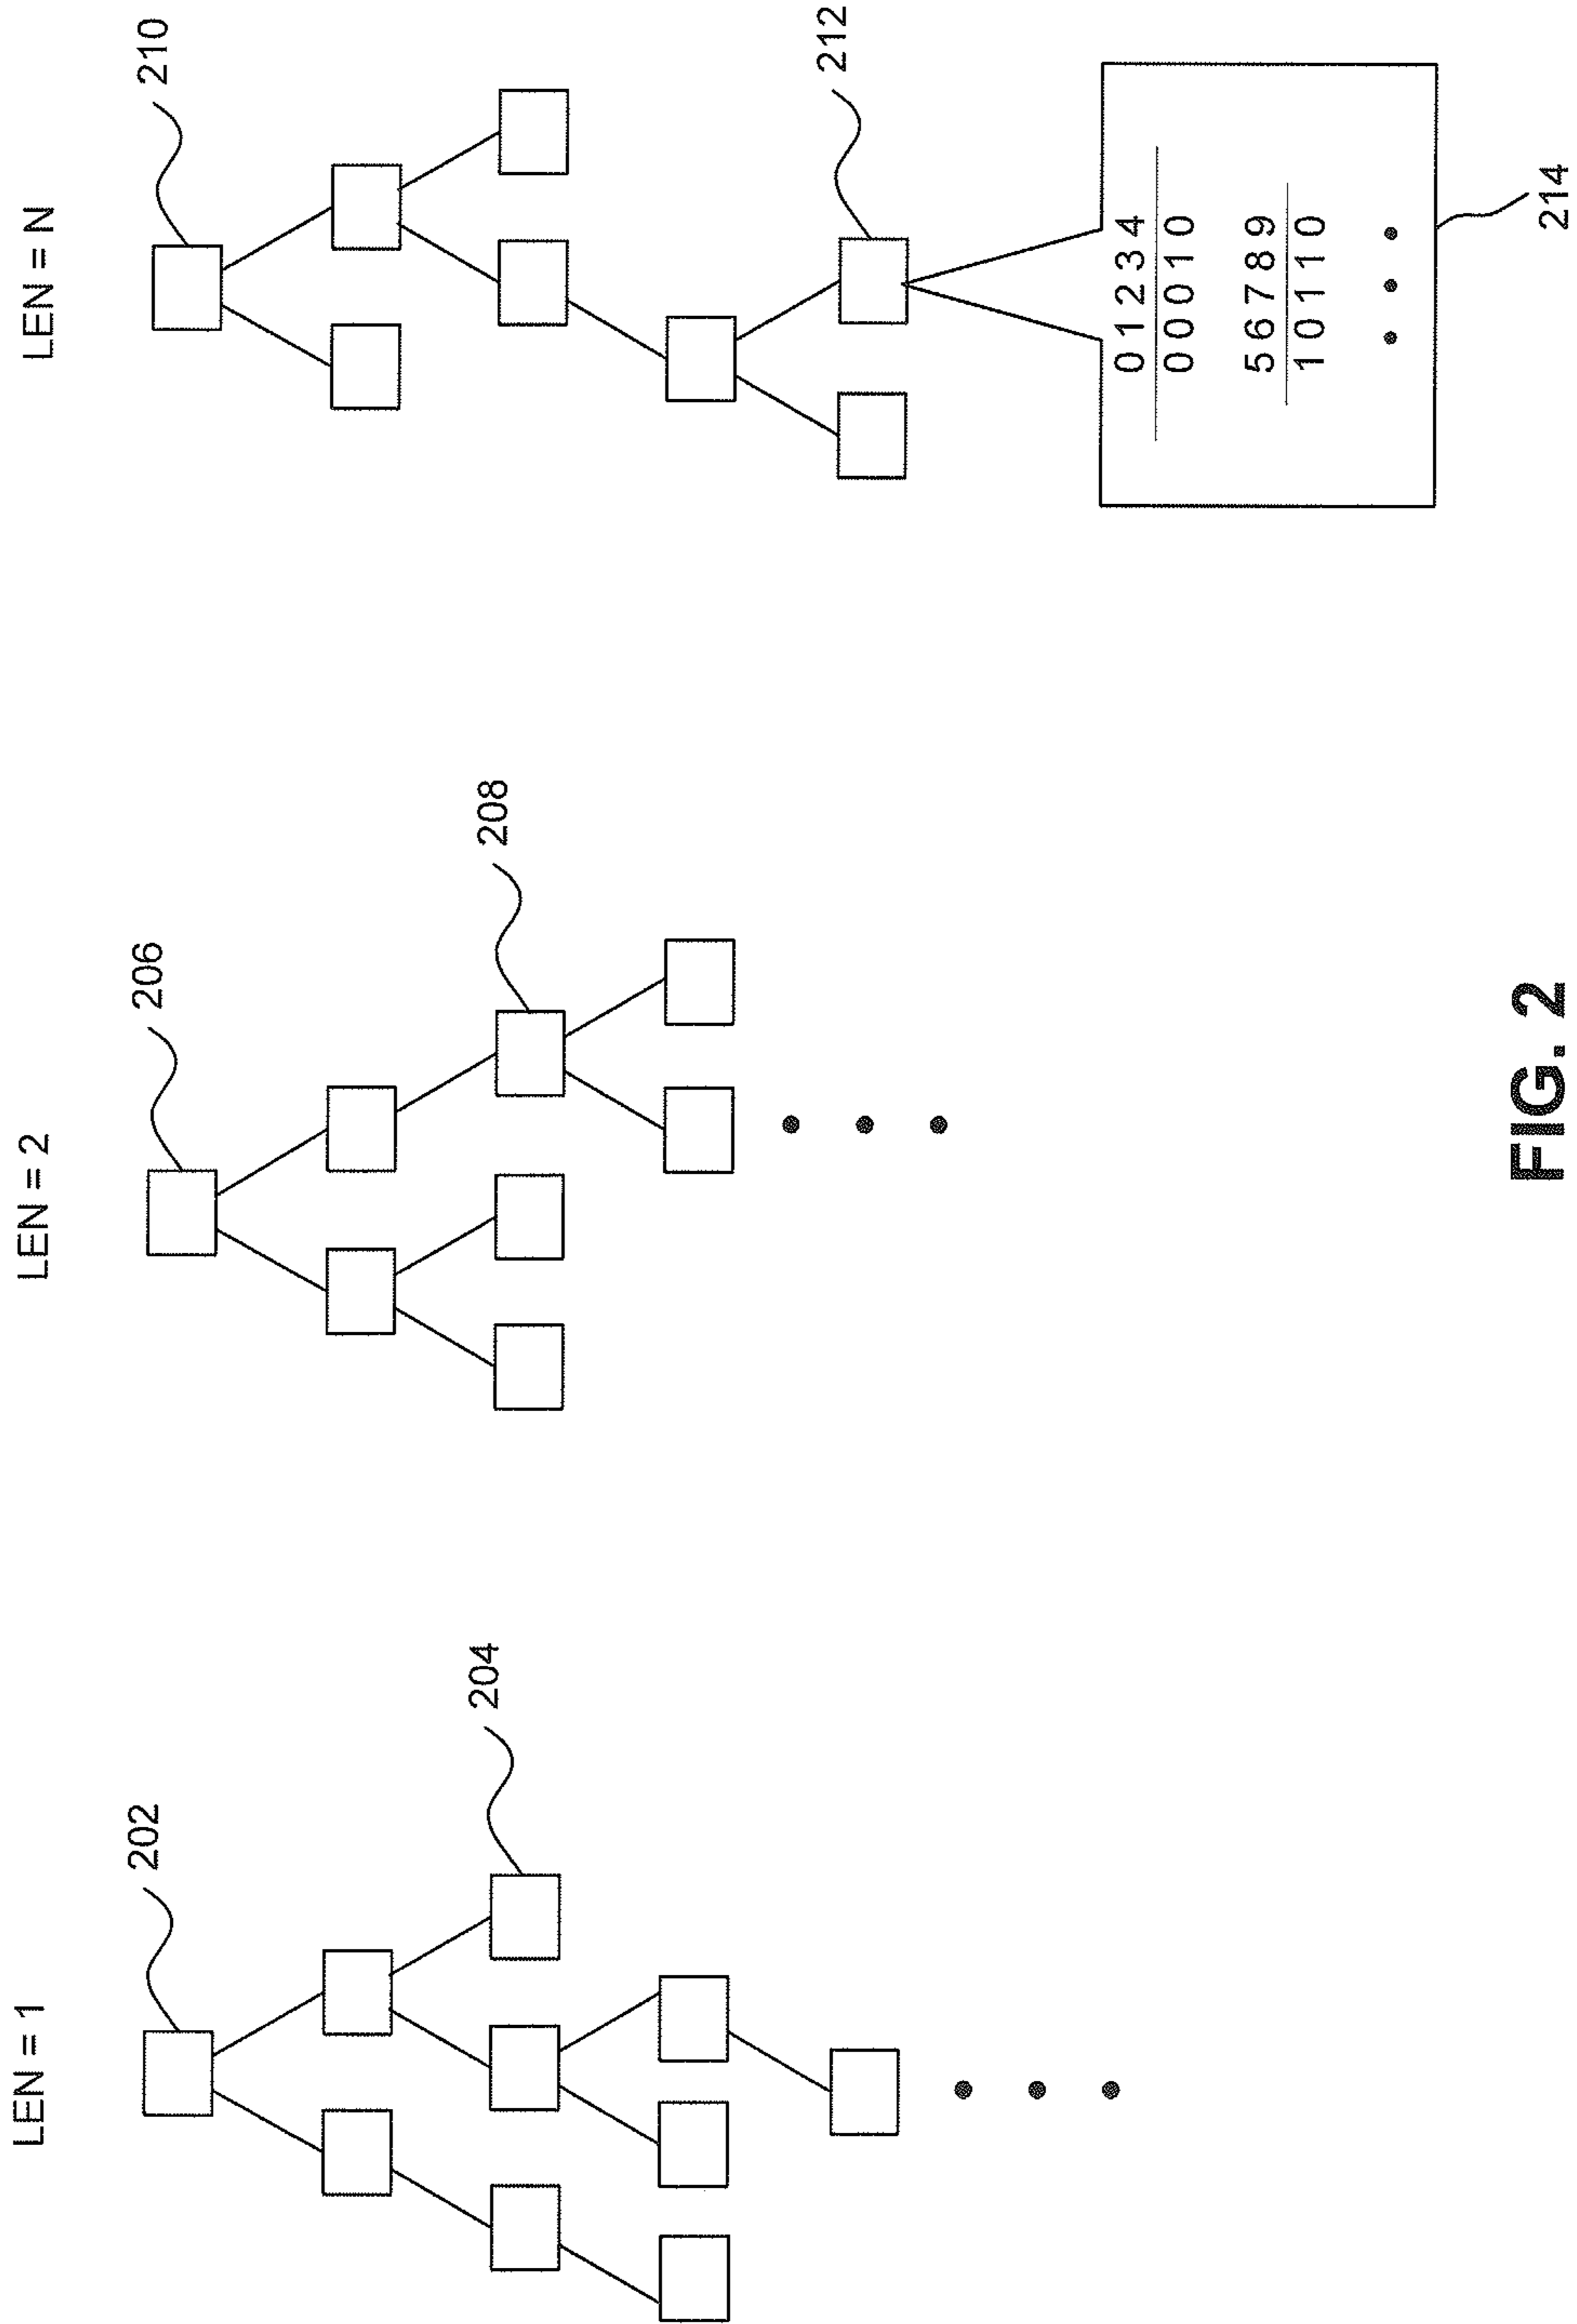 LEN = 1
202
204
LEN = 2
206
208
LEN = N
210
212
0 1 2 3 4
0 0 0 1 0
5 6 7 8 9
1 0 1 1 0
214
FIG. 2